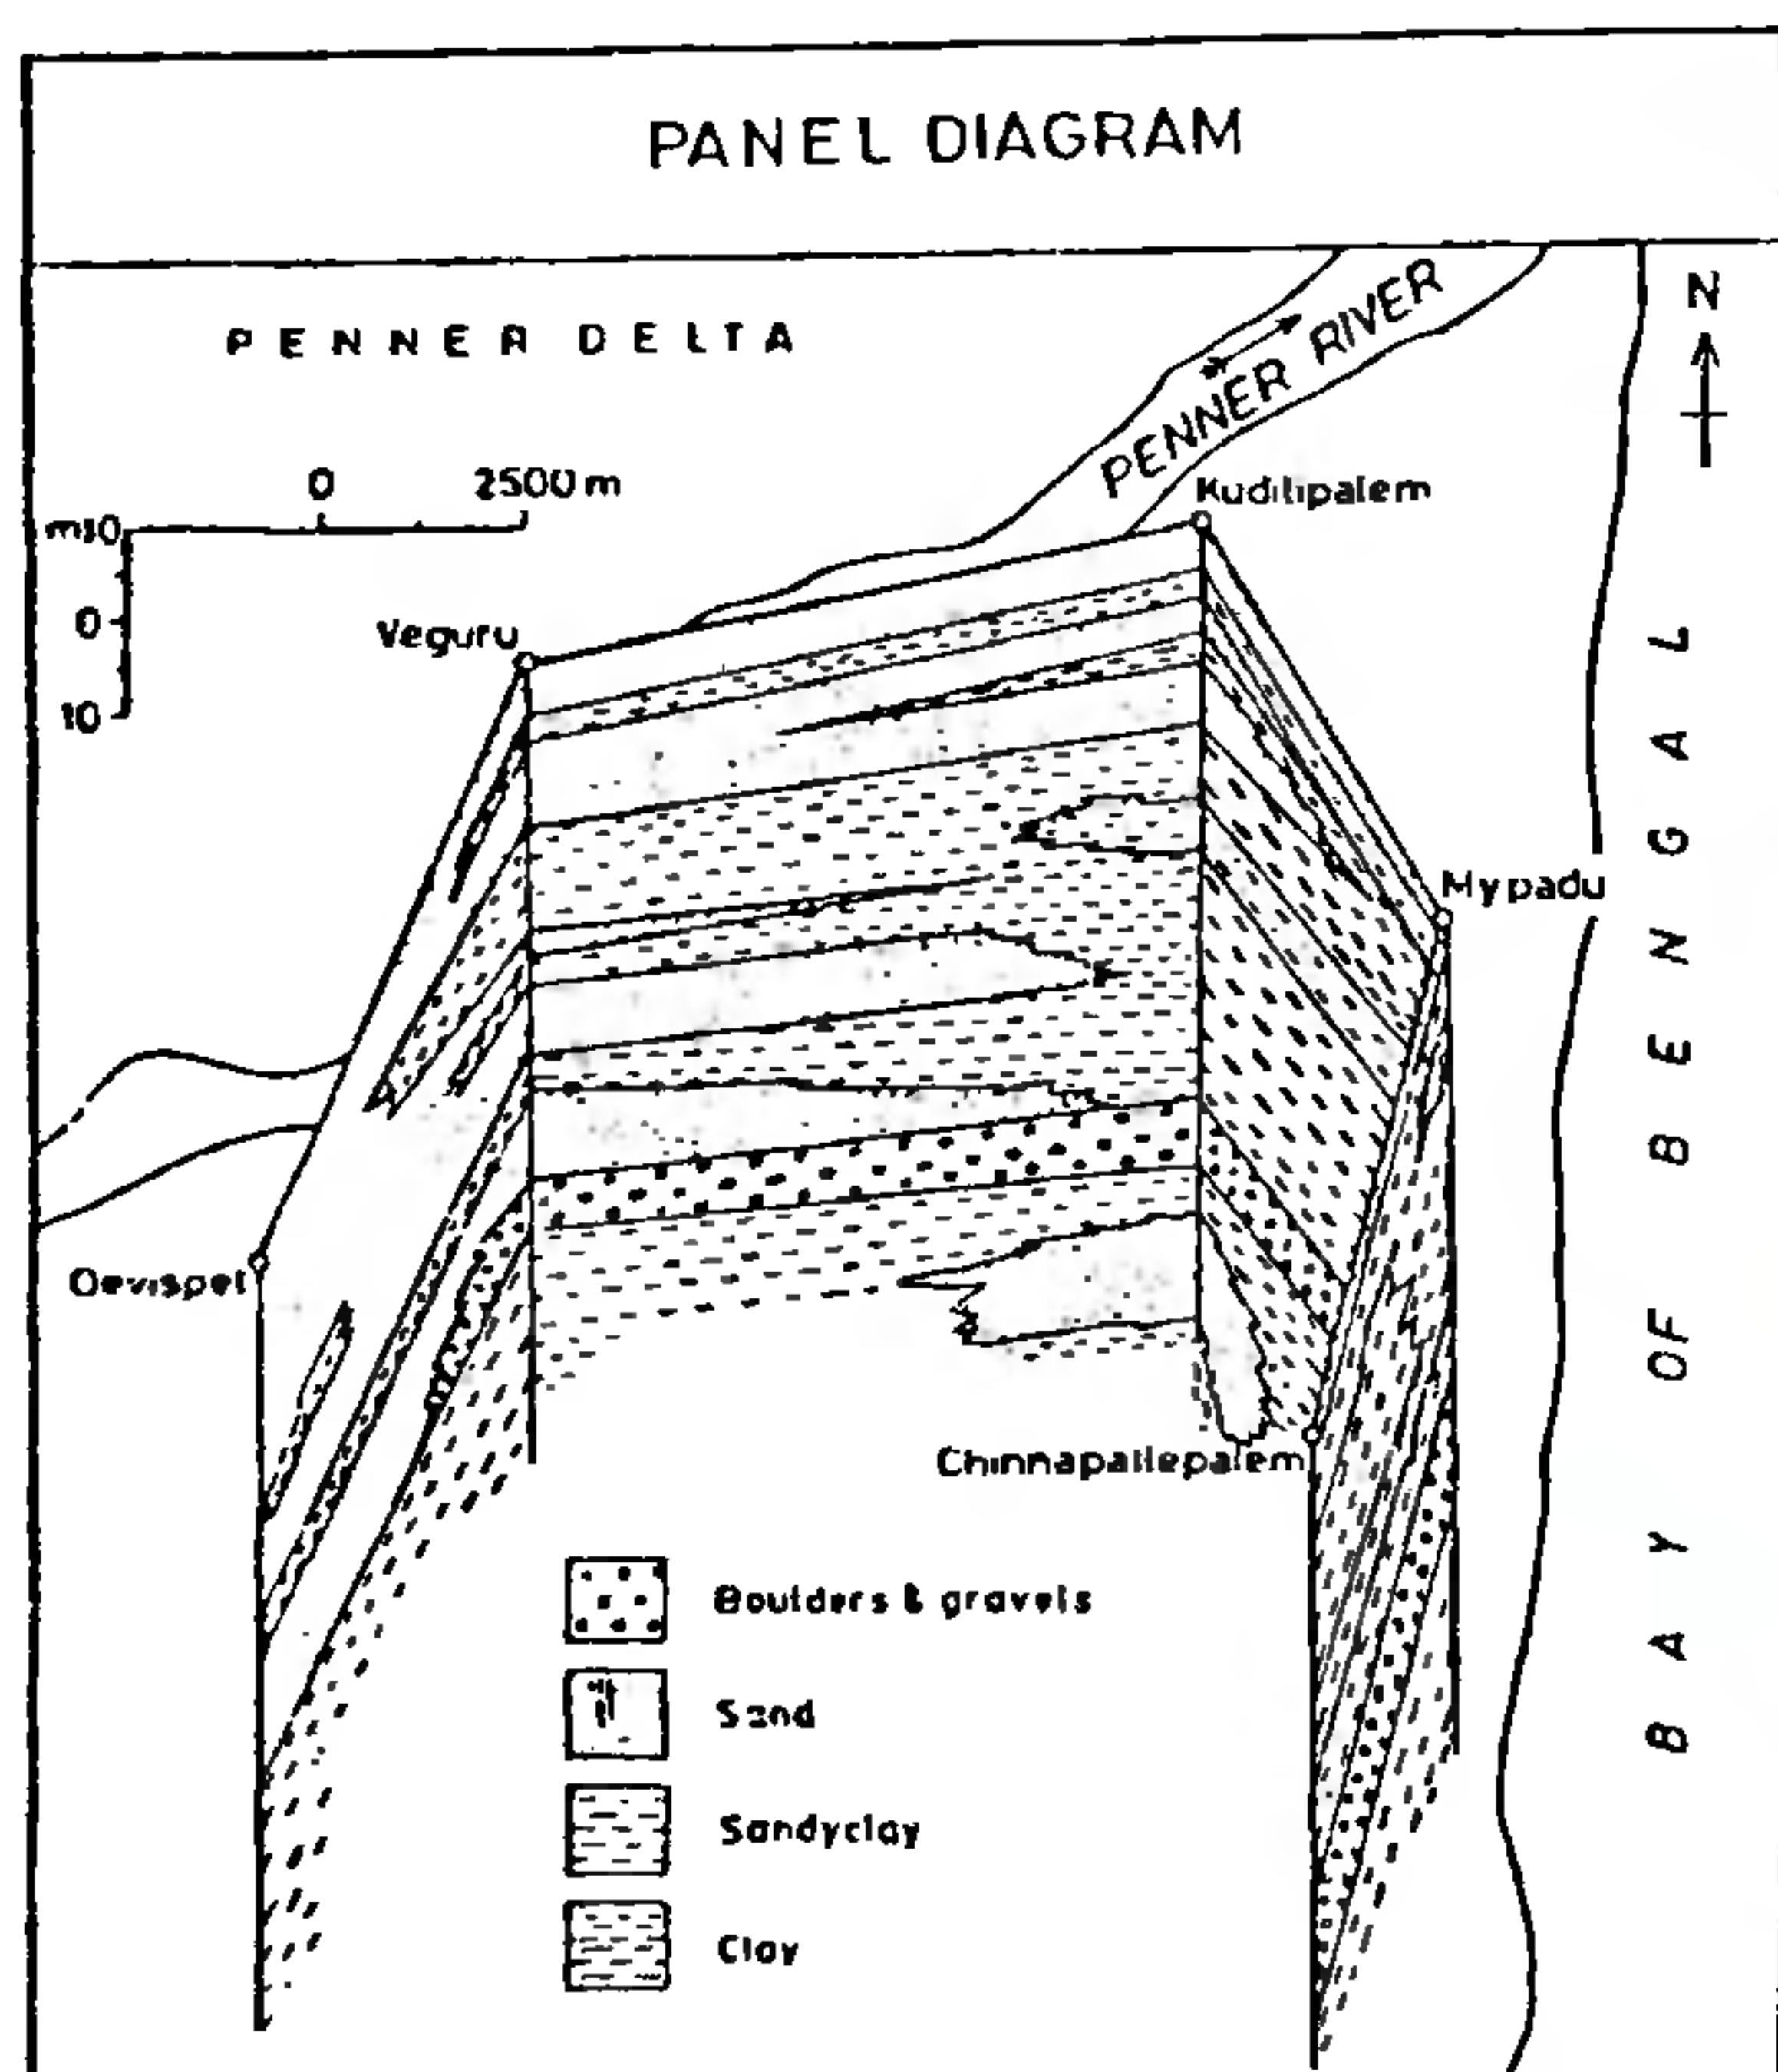 PANEL DIAGRAM
PENNER DELTA
PENNER RIVER
N
0 2500 m
m10
0
10
Kudilipalem
Veguru
Mypadu
BAY OF BENGAL
Devispet
Chinnapallepalem
Boulders & gravels
Sand
Sandyclay
Clay